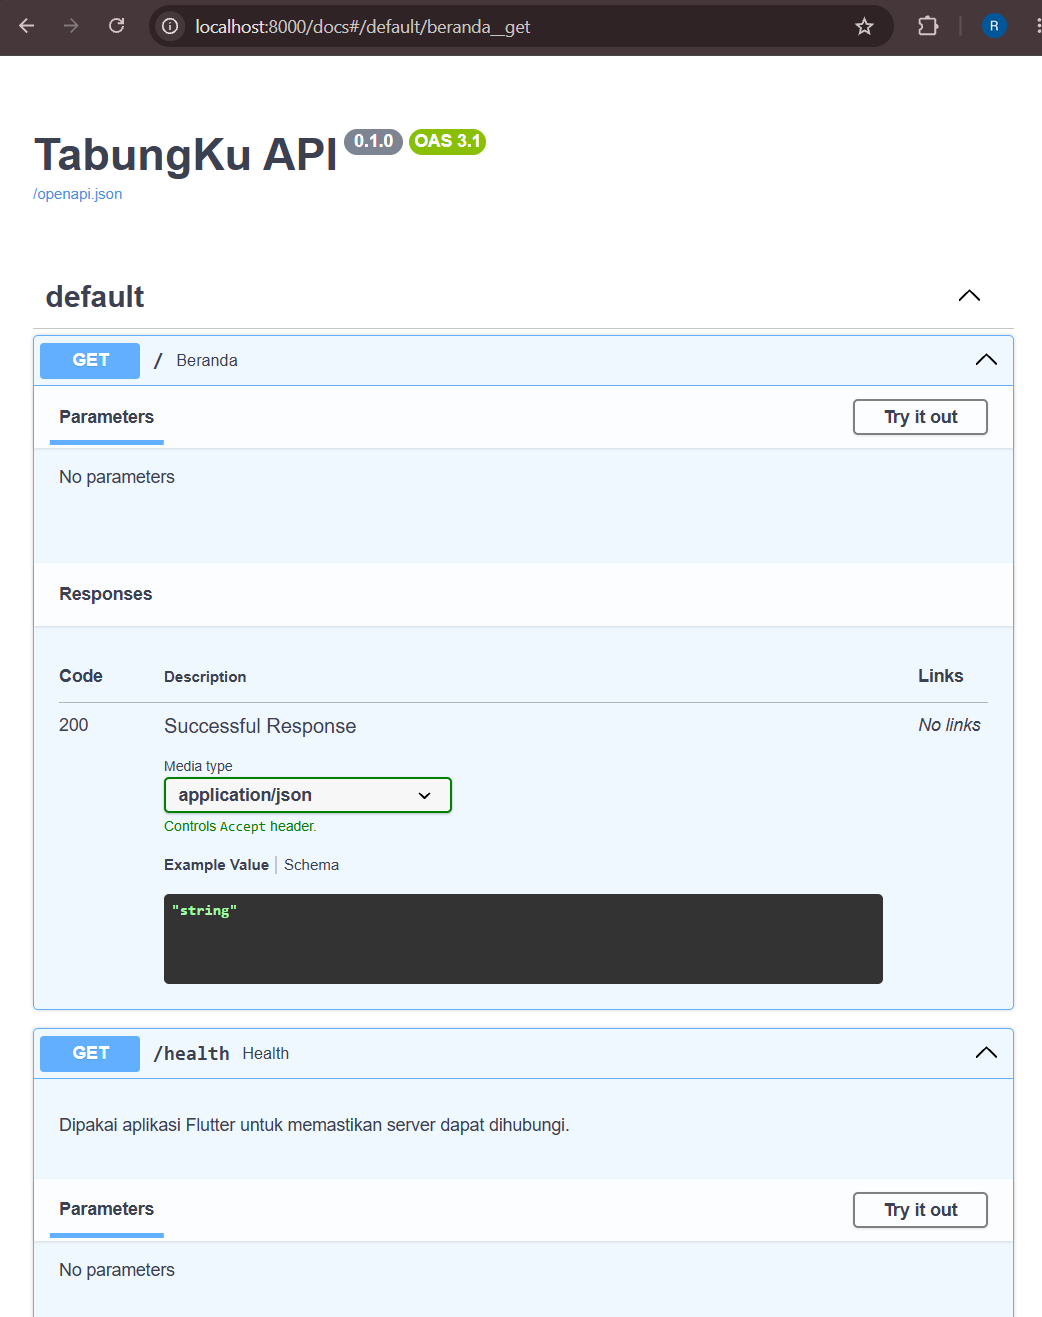 localhost:8000/docs#/default/beranda__get
R
TabungKu API 0.1.0 OAS 3.1
/openapi.json
default
GET / Beranda
Parameters Try it out
No parameters
Responses
Code Description Links
200 Successful Response No links
Media type
application/json
Controls Accept header.
Example Value Schema
"string"
GET /health Health
Dipakai aplikasi Flutter untuk memastikan server dapat dihubungi.
Parameters Try it out
No parameters